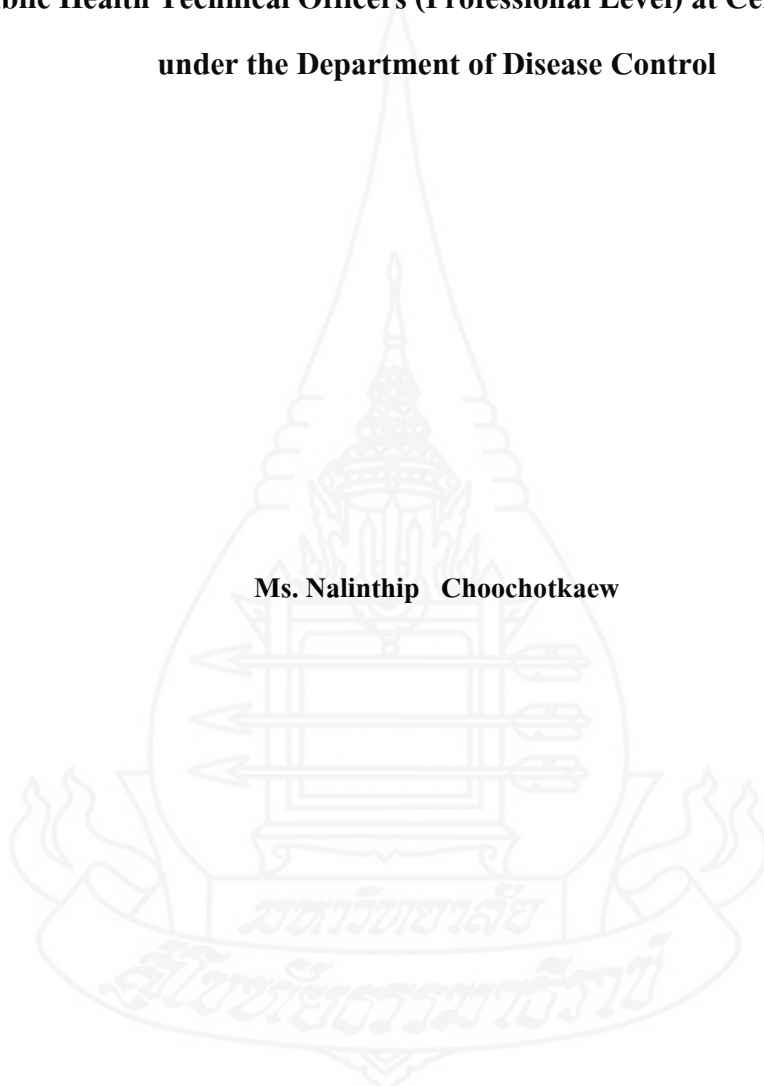 blic Health Technical Officers (Professional Level) at Ce
under the Department of Disease Control
Ms. Nalinthip Choochotkaew
มหาวิทยาลัย
สุโขทัยธรรมาธิราช